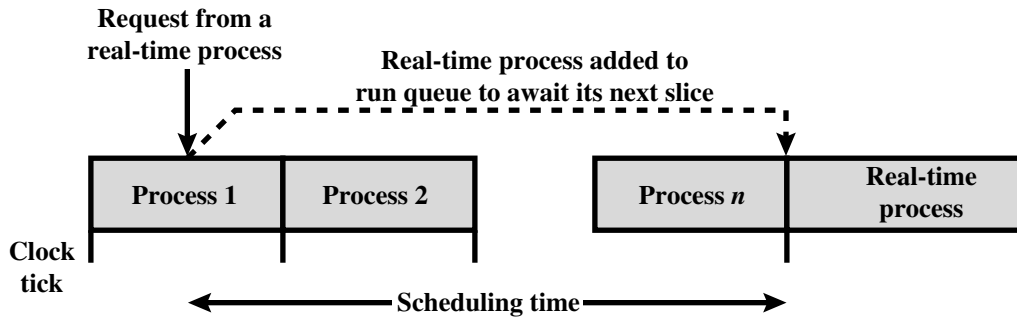 Request from a
real-time process
Real-time process added to
run queue to await its next slice
Process 1
Process 2
Process n
Real-time
process
Clock
tick
Scheduling time